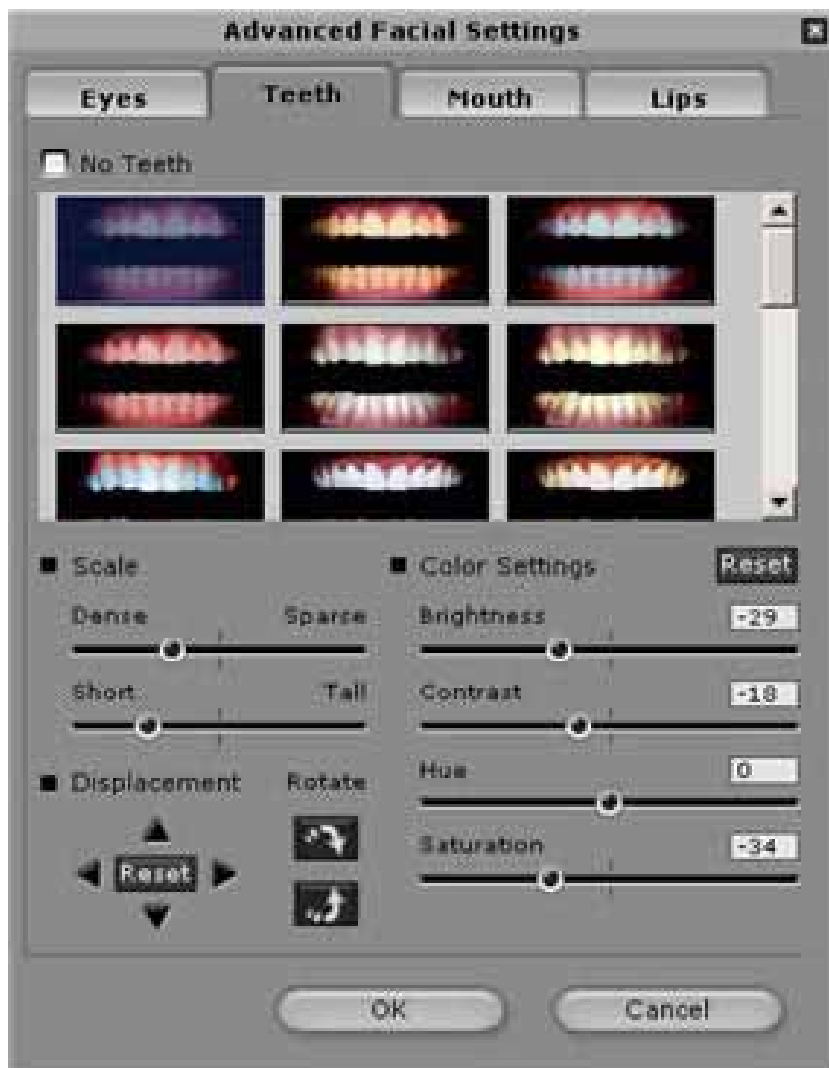 Advanced Facial Settings
Eyes Teeth Mouth Lips
No Teeth
Scale
Dense Sparse
Short Tall
Displacement Rotate
Reset
Color Settings Reset
Brightness -29
Contrast -18
Hue 0
Saturation -34
OK Cancel